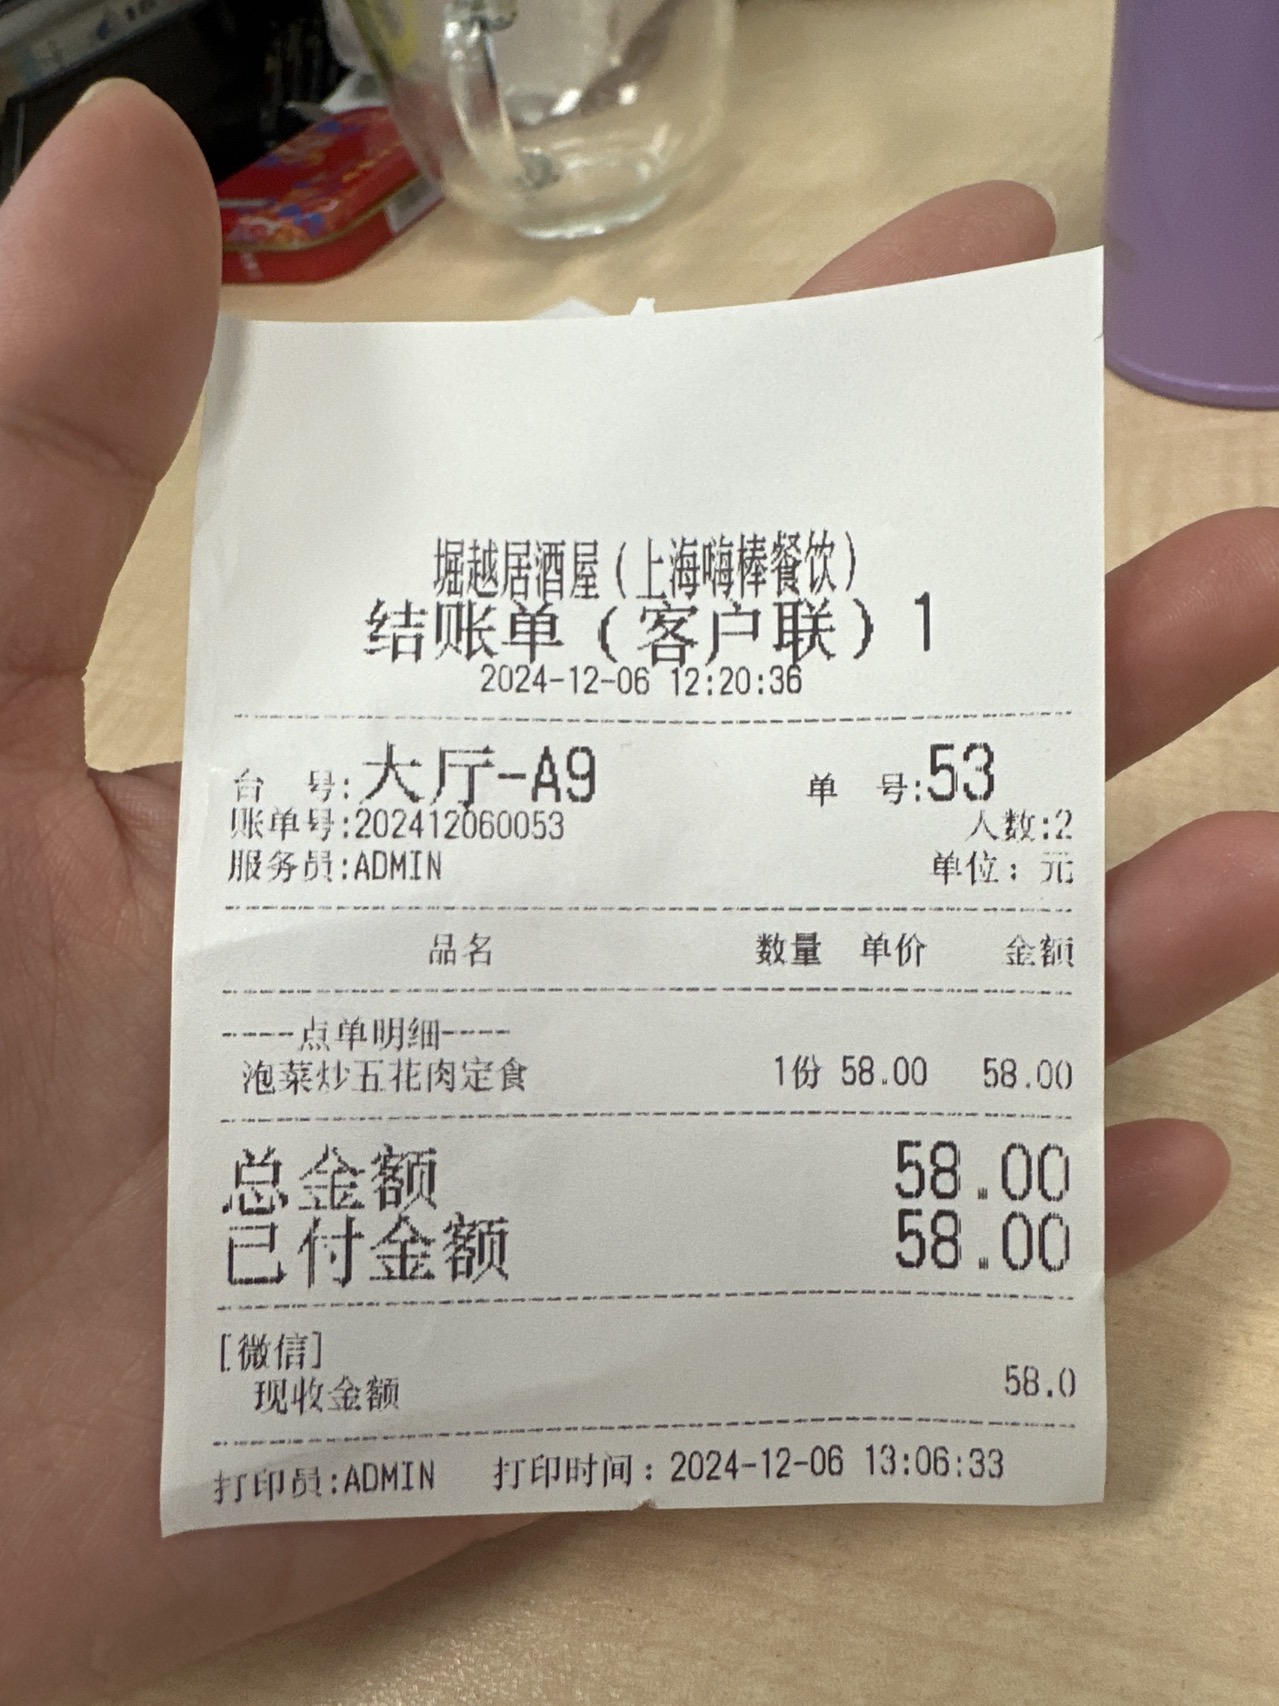 堀越居酒屋(上海嗨棒餐饮)
结账单(客户联)1
2024-12-06 12:20:36
台 号:大厅-A9 单 号:53
账单号:202412060053 人数:2
服务员:ADMIN 单位: 元
品名 数量 单价 金额
----点单明细----
泡菜炒五花肉定食 1份 58.00 58.00
总金额 58.00
已付金额 58.00
[微信]
现收金额 58.0
打印员:ADMIN 打印时间:2024-12-06 13:06:33